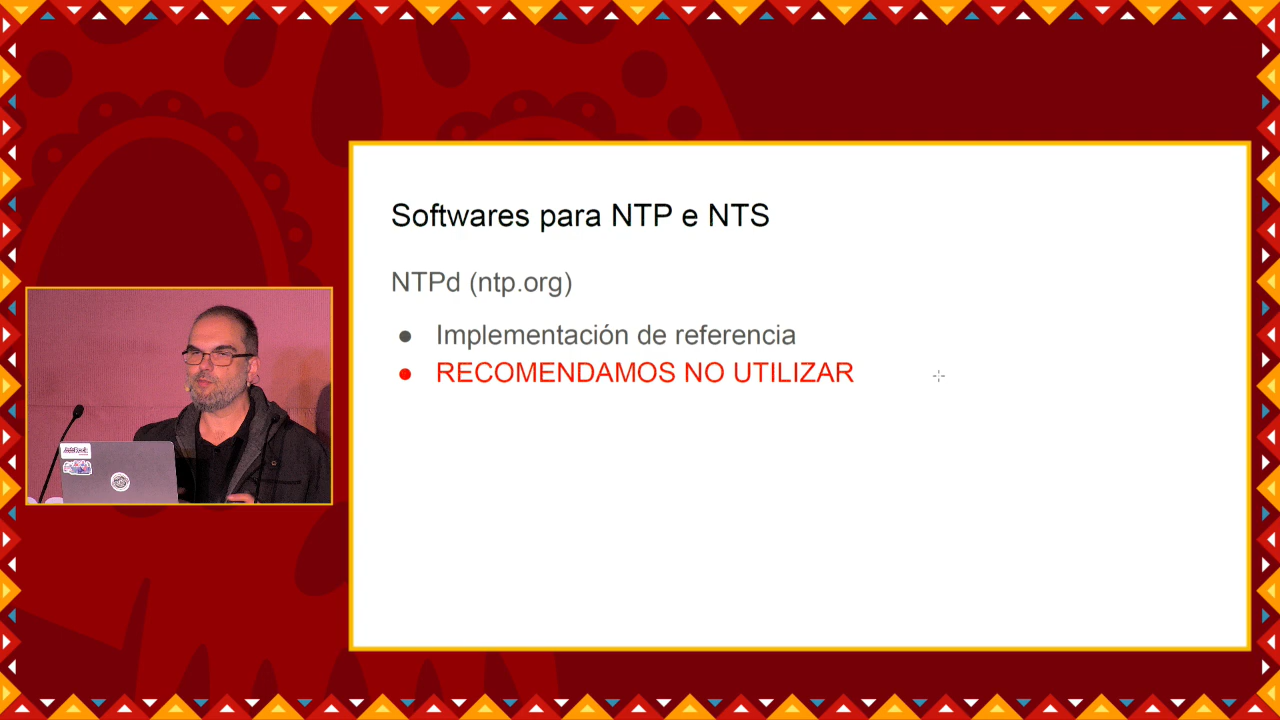 Softwares para NTP e NTS
NTPd (ntp.org)
● Implementación de referencia
● RECOMENDAMOS NO UTILIZAR